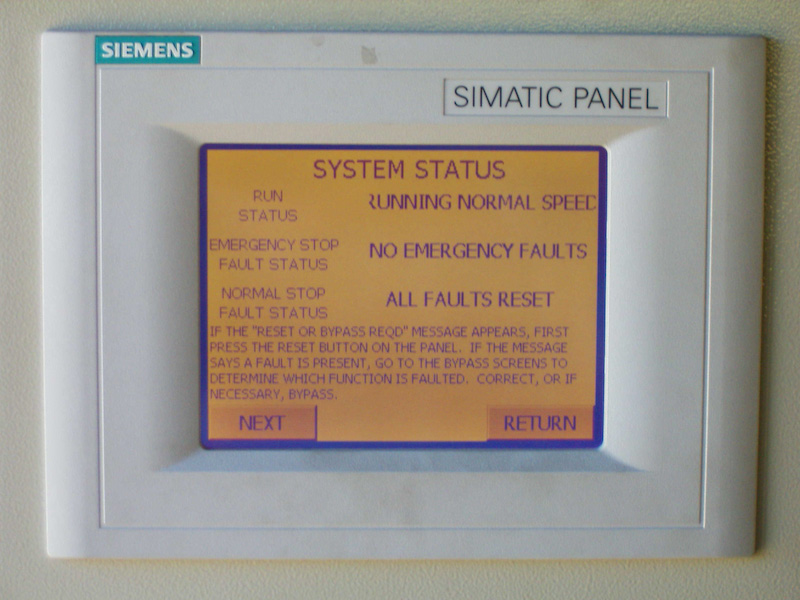 SIEMENS
SIMATIC PANEL
SYSTEM STATUS
RUN STATUS
RUNNING NORMAL SPEED
EMERGENCY STOP FAULT STATUS
NO EMERGENCY FAULTS
NORMAL STOP FAULT STATUS
ALL FAULTS RESET
IF THE "RESET OR BYPASS REQD" MESSAGE APPEARS, FIRST
PRESS THE RESET BUTTON ON THE PANEL. IF THE MESSAGE
SAYS A FAULT IS PRESENT, GO TO THE BYPASS SCREENS TO
DETERMINE WHICH FUNCTION IS FAULTED. CORRECT, OR IF
NECESSARY, BYPASS.
NEXT
RETURN